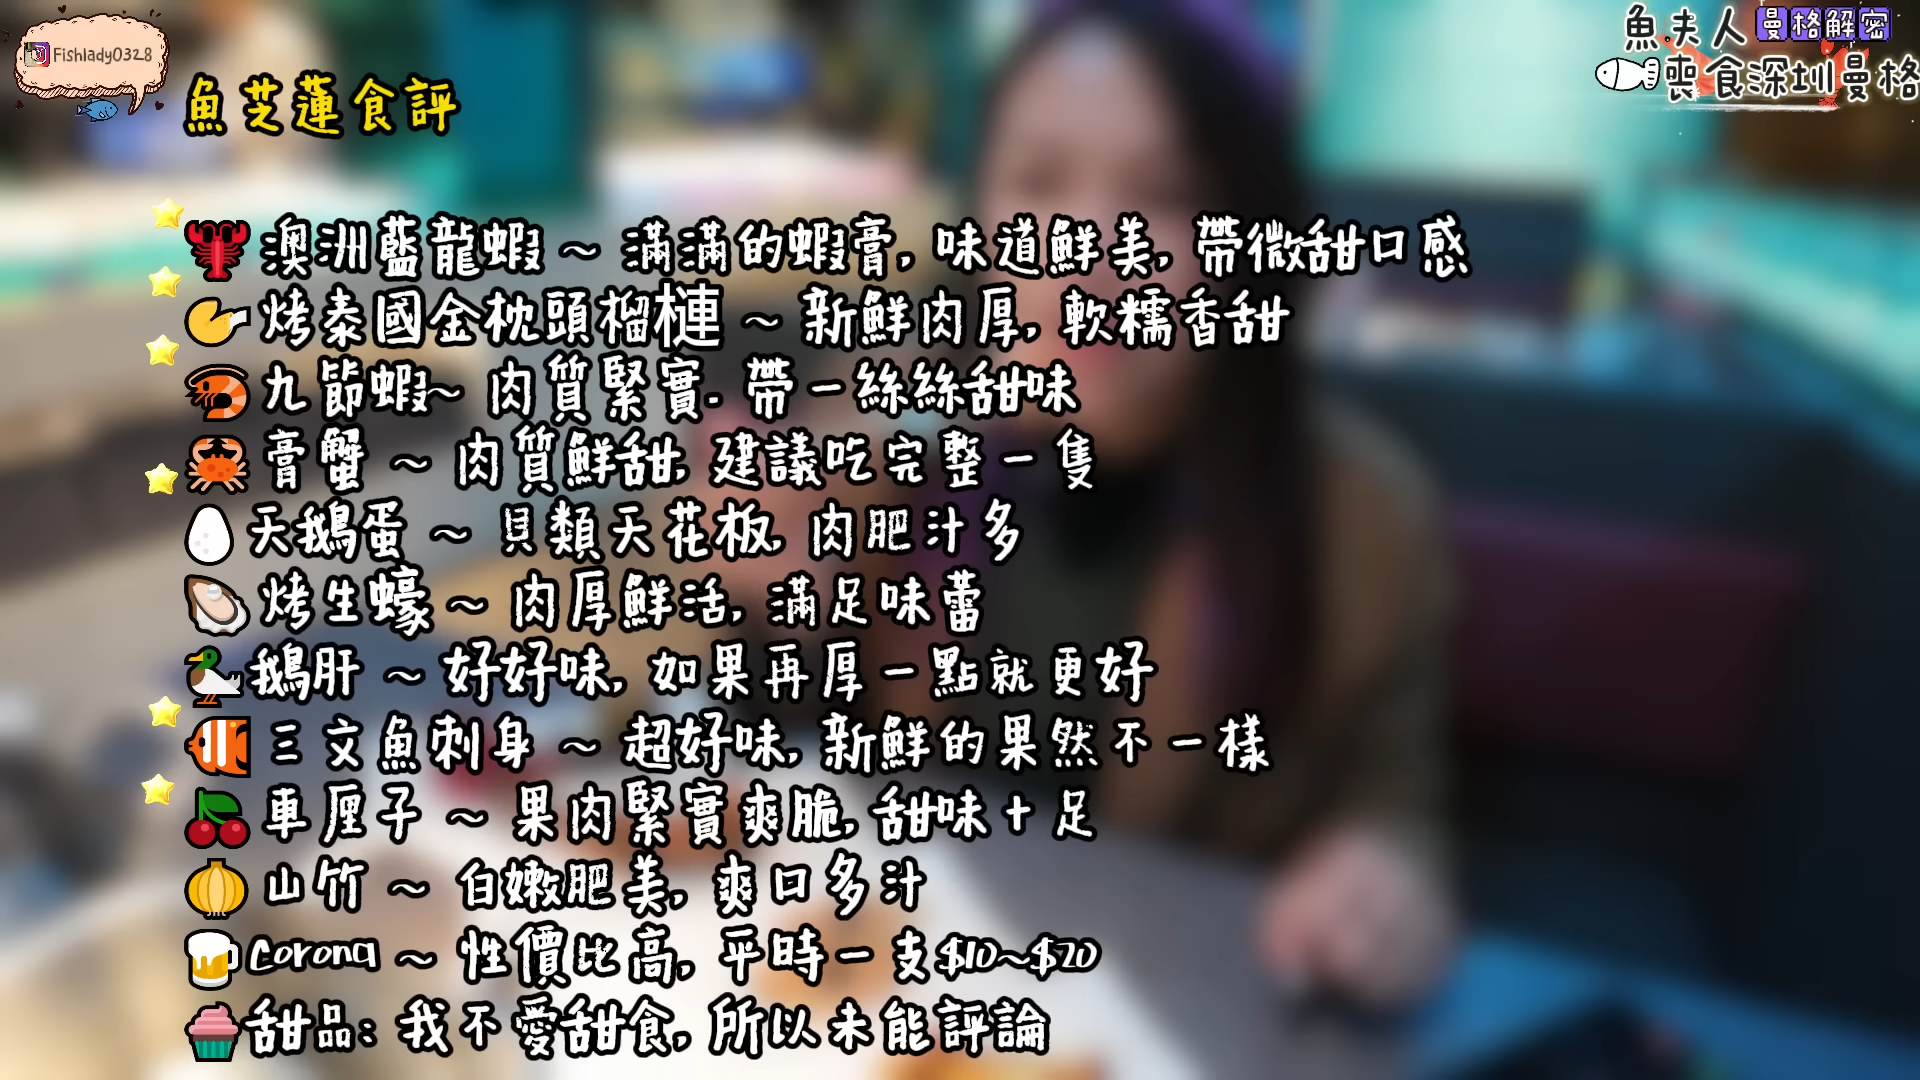 Fishlady0328
魚夫人 曼格解密
喪食深圳曼格
魚芝蓮食評
澳洲藍龍蝦 ~ 滿滿的蝦膏, 味道鮮美, 帶微甜口感
烤泰國金枕頭榴槤 ~ 新鮮肉厚, 軟糯香甜
九節蝦~ 肉質緊實. 帶一絲絲甜味
膏蟹 ~ 肉質鮮甜, 建議吃完整一隻
天鵝蛋 ~ 貝類天花板, 肉肥汁多
烤生蠔 ~ 肉厚鮮活, 滿足味蕾
鵝肝 ~ 好好味, 如果再厚一點就更好
三文魚刺身 ~ 超好味, 新鮮的果然不一樣
車厘子 ~ 果肉緊實爽脆, 甜味十足
山竹 ~ 白嫩肥美, 爽口多汁
Corona ~ 性價比高, 平時一支$10~$20
甜品: 我不愛甜食, 所以未能評論